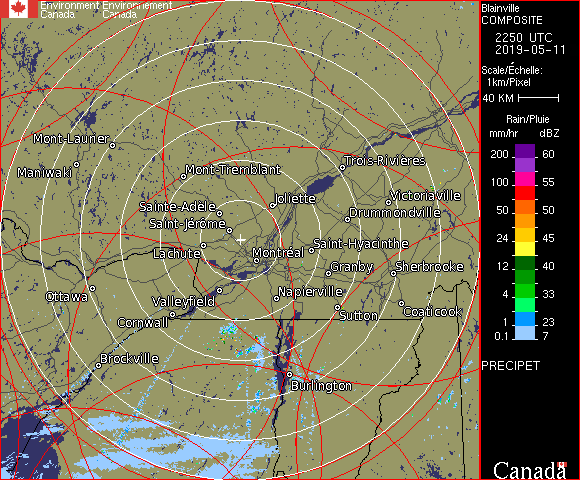 Environment Environnement
Canada Canada
Blainville
COMPOSITE
2250 UTC
2019-05-11
Scale/Échelle:
1km/Pixel
40 KM
Rain/Pluie
mm/hr dBZ
200 60
100 55
50 50
24 45
12 40
4 33
1 23
0.1 7
PRECIPET
Mont-Laurier
Maniwaki
Mont-Tremblant
Trois-Rivières
Joliette
Victoriaville
Sainte-Adèle
Drummondville
Saint-Jérôme
Saint-Hyacinthe
Lachute
Montréal
Granby
Sherbrooke
Ottawa
Valleyfield
Napierville
Coaticook
Cornwall
Sutton
Brockville
Burlington
Canada